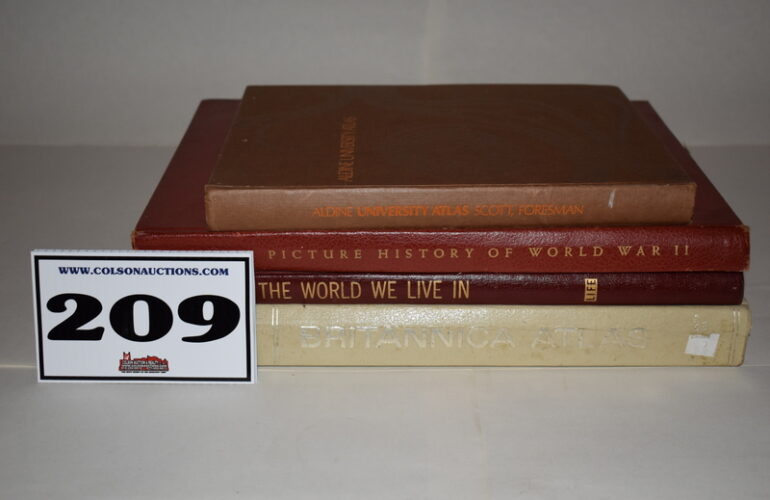 ALDINE UNIVERSITY ATLAS
ALDINE UNIVERSITY ATLAS SCOTT, FORESMAN
PICTURE HISTORY OF WORLD WAR II
THE WORLD WE LIVE IN
LIFE
BRITANNICA ATLAS
WWW.COLSONAUCTIONS.COM
209